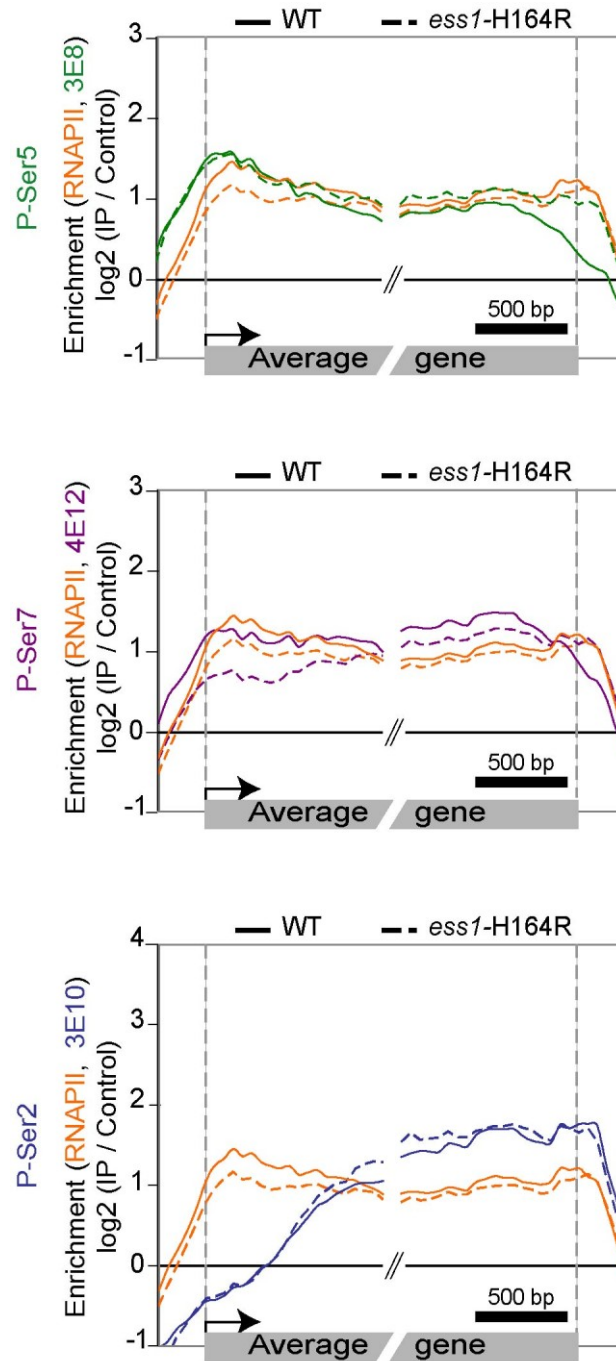 WT ess1-H164R
3
2
1
0
-1
P-Ser5
Enrichment (RNAPII, 3E8)
log2 (IP / Control)
//
500 bp
Average gene
WT ess1-H164R
3
2
1
0
-1
P-Ser7
Enrichment (RNAPII, 4E12)
log2 (IP / Control)
//
500 bp
Average gene
WT ess1-H164R
4
3
2
1
0
-1
P-Ser2
Enrichment (RNAPII, 3E10)
log2 (IP / Control)
//
500 bp
Average gene